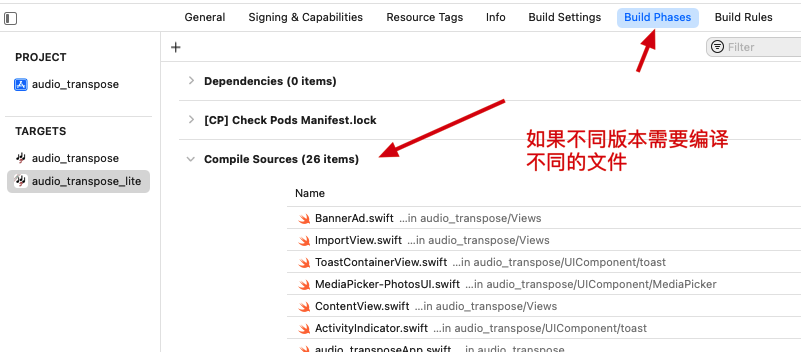 General Signing & Capabilities Resource Tags Info Build Settings Build Phases Build Rules
PROJECT
audio_transpose
TARGETS
audio_transpose
audio_transpose_lite
+ Filter
Dependencies (0 items)
[CP] Check Pods Manifest.lock
Compile Sources (26 items)
如果不同版本需要编译
不同的文件
Name
BannerAd.swift ...in audio_transpose/Views
ImportView.swift ...in audio_transpose/Views
ToastContainerView.swift ...in audio_transpose/UIComponent/toast
MediaPicker-PhotosUI.swift ...in audio_transpose/UIComponent/MediaPicker
ContentView.swift ...in audio_transpose/Views
ActivityIndicator.swift ...in audio_transpose/UIComponent/toast
audio_transposeApp.swift ...in audio_transpose